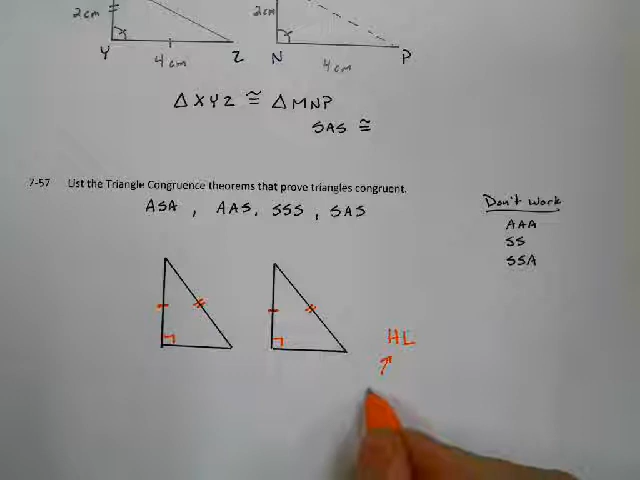 2cm
2cm
x
x
Y
Z
N
P
4cm
4cm
△XYZ ≅ △MNP
SAS ≅
7-57 List the Triangle Congruence theorems that prove triangles congruent.
ASA, AAS, SSS, SAS
Don't Work
AAA
SS
SSA
HL